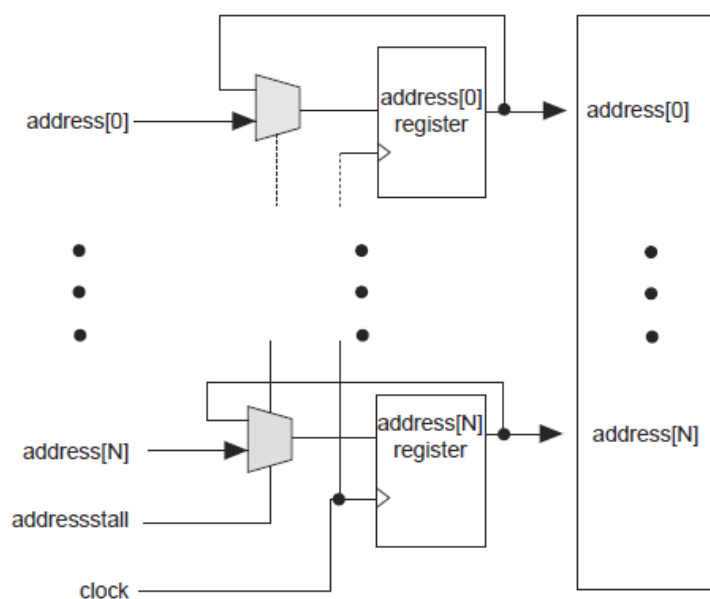 address[0]
address[0]
register
address[0]
address[N]
address[N]
register
address[N]
addressstall
clock